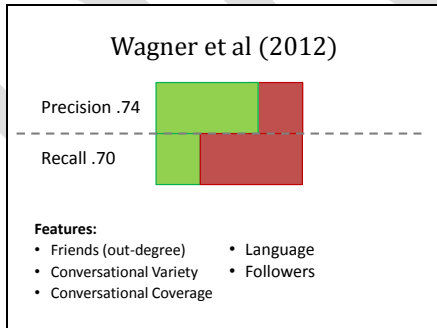 Wagner et al (2012)
Precision .74
Recall .70
Features:
• Friends (out-degree)
• Conversational Variety
• Conversational Coverage
• Language
• Followers